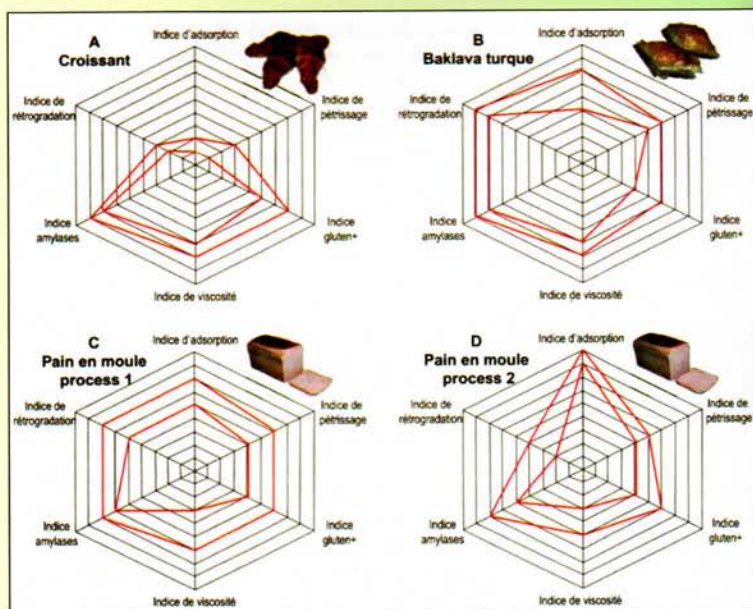 A
Croissant
Indice d'adsorption
Indice de
rétrogradation
Indice de
pétrissage
Indice
amylases
Indice
gluten+
Indice de viscosité
B
Baklava turque
Indice d'adsorption
Indice de
rétrogradation
Indice de
pétrissage
Indice
amylases
Indice
gluten+
Indice de viscosité
C
Pain en moule
process 1
Indice d'adsorption
Indice de
rétrogradation
Indice de
pétrissage
Indice
amylases
Indice
gluten+
Indice de viscosité
D
Pain en moule
process 2
Indice d'adsorption
Indice de
rétrogradation
Indice de
pétrissage
Indice
amylases
Indice
gluten+
Indice de viscosité